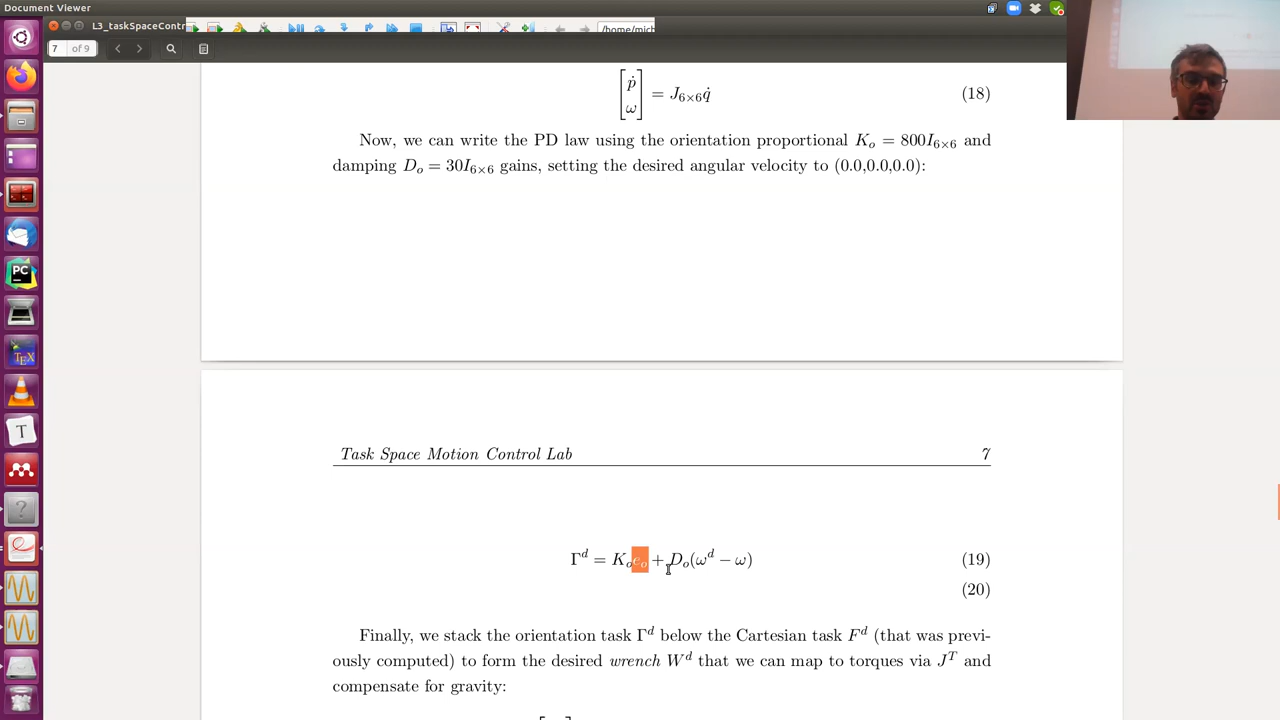 Document Viewer
L3_taskSpaceContr
/home/mich
7 of 9
[ṗ ω] = J6×6q̇ (18)
Now, we can write the PD law using the orientation proportional Ko = 800I6×6 and
damping Do = 30I6×6 gains, setting the desired angular velocity to (0.0,0.0,0.0):
Task Space Motion Control Lab 7
Γd = Koeo + Do(ωd − ω) (19)
(20)
Finally, we stack the orientation task Γd below the Cartesian task Fd (that was previ-
ously computed) to form the desired wrench Wd that we can map to torques via JT and
compensate for gravity:
PC
TEX
T
?